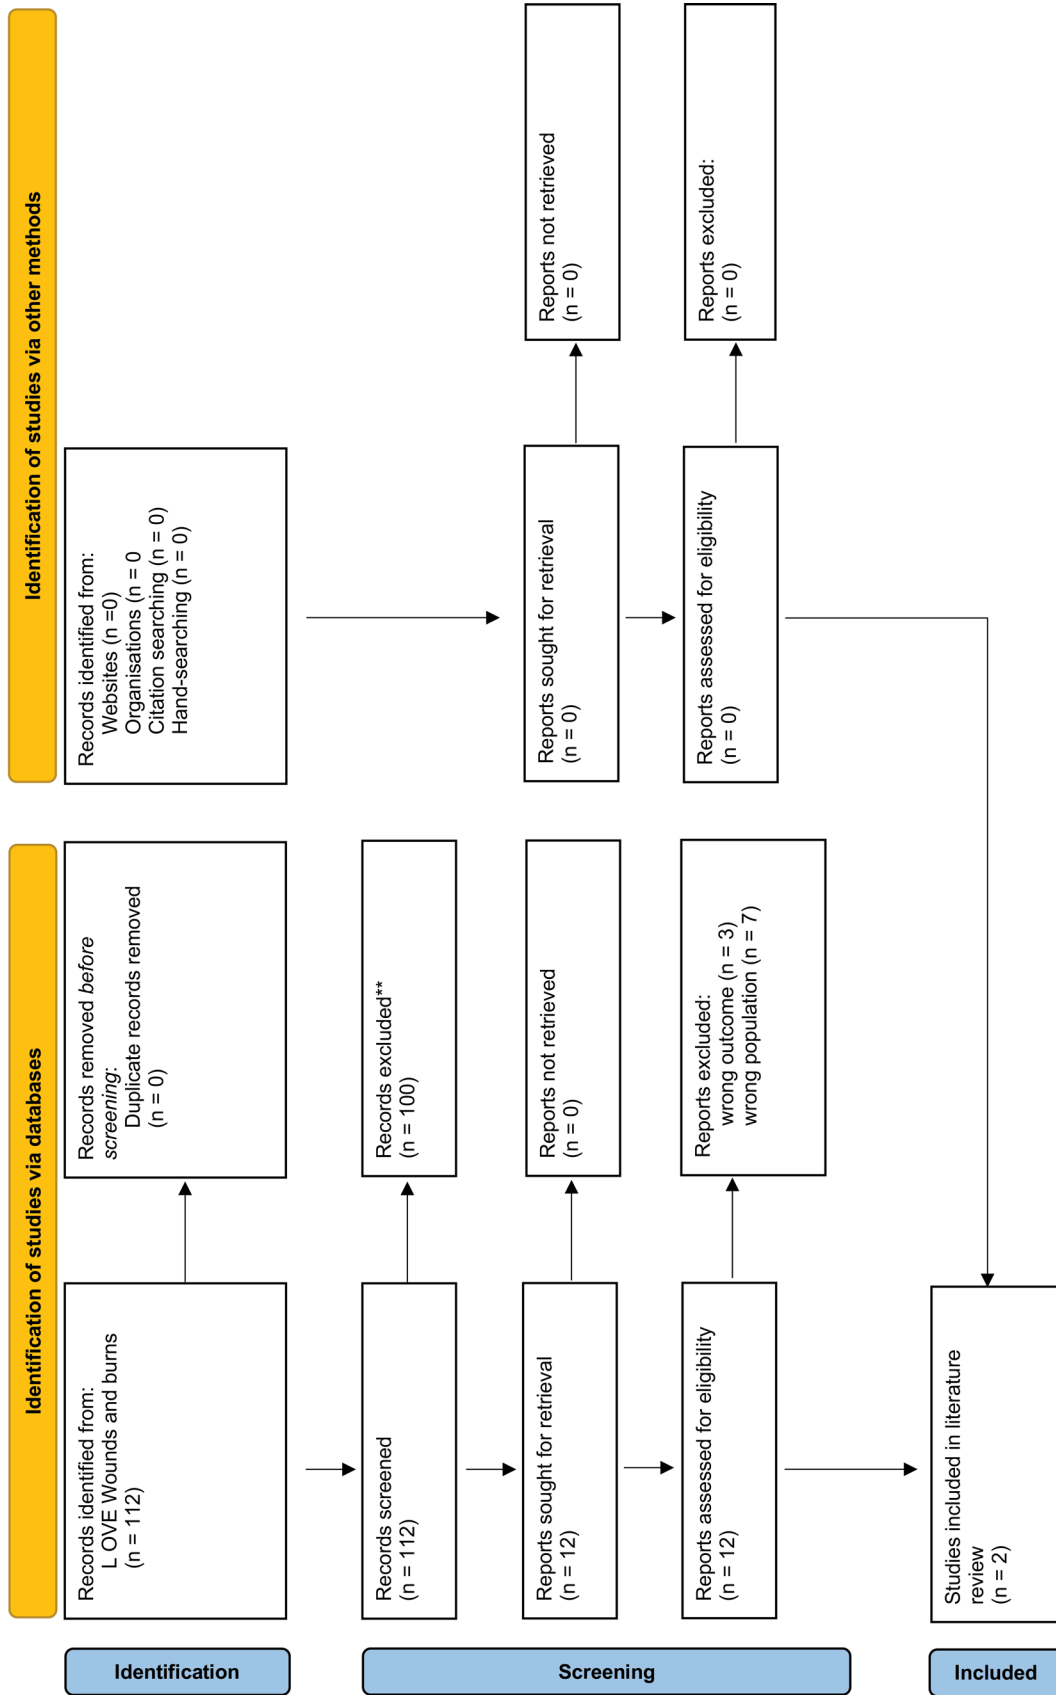 Identification of studies via databases
Identification of studies via other methods
Identification
Records identified from:
L OVE Wounds and burns
(n = 112)
Records removed before
screening:
Duplicate records removed
(n = 0)
Records identified from:
Websites (n =0)
Organisations (n = 0
Citation searching (n = 0)
Hand-searching (n = 0)
Screening
Records screened
(n = 112)
Records excluded**
(n = 100)
Reports sought for retrieval
(n = 12)
Reports not retrieved
(n = 0)
Reports sought for retrieval
(n = 0)
Reports not retrieved
(n = 0)
Reports assessed for eligibility
(n = 12)
Reports excluded:
wrong outcome (n = 3)
wrong population (n = 7)
Reports assessed for eligibility
(n = 0)
Reports excluded:
(n = 0)
Included
Studies included in literature
review
(n = 2)